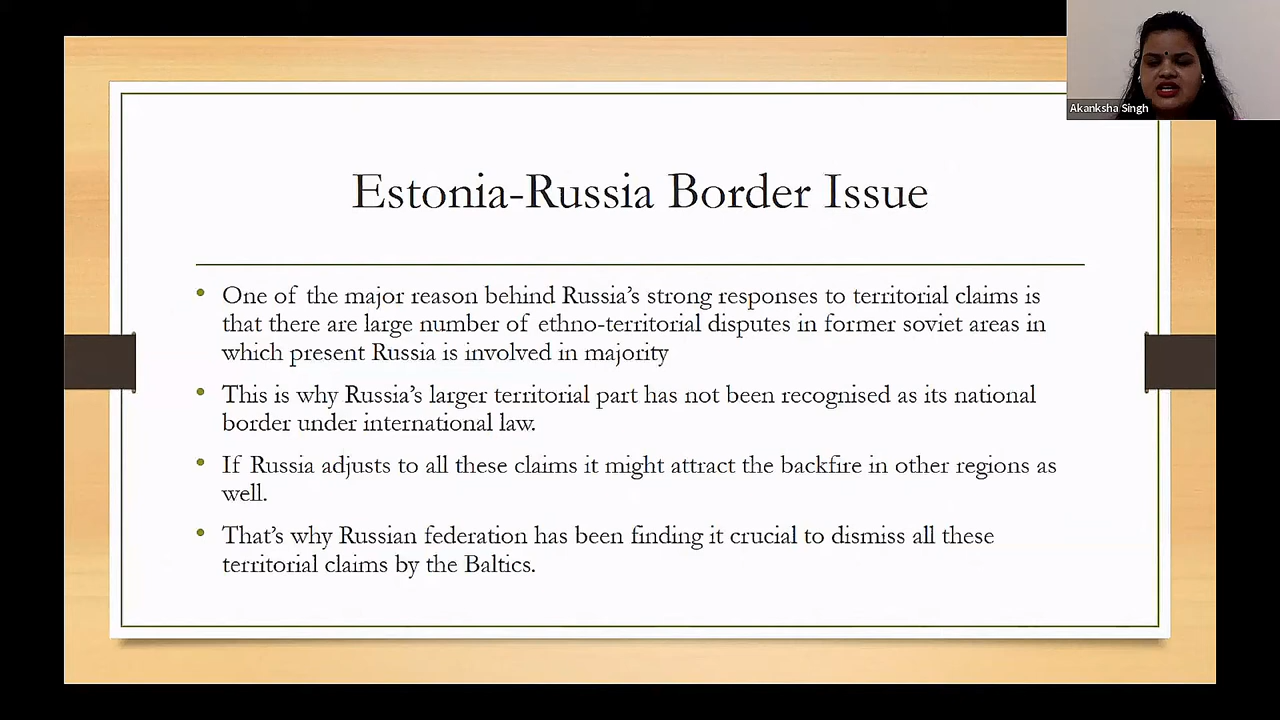 Akanksha Singh
Estonia-Russia Border Issue
One of the major reason behind Russia's strong responses to territorial claims is
that there are large number of ethno-territorial disputes in former soviet areas in
which present Russia is involved in majority
This is why Russia's larger territorial part has not been recognised as its national
border under international law.
If Russia adjusts to all these claims it might attract the backfire in other regions as
well.
That's why Russian federation has been finding it crucial to dismiss all these
territorial claims by the Baltics.